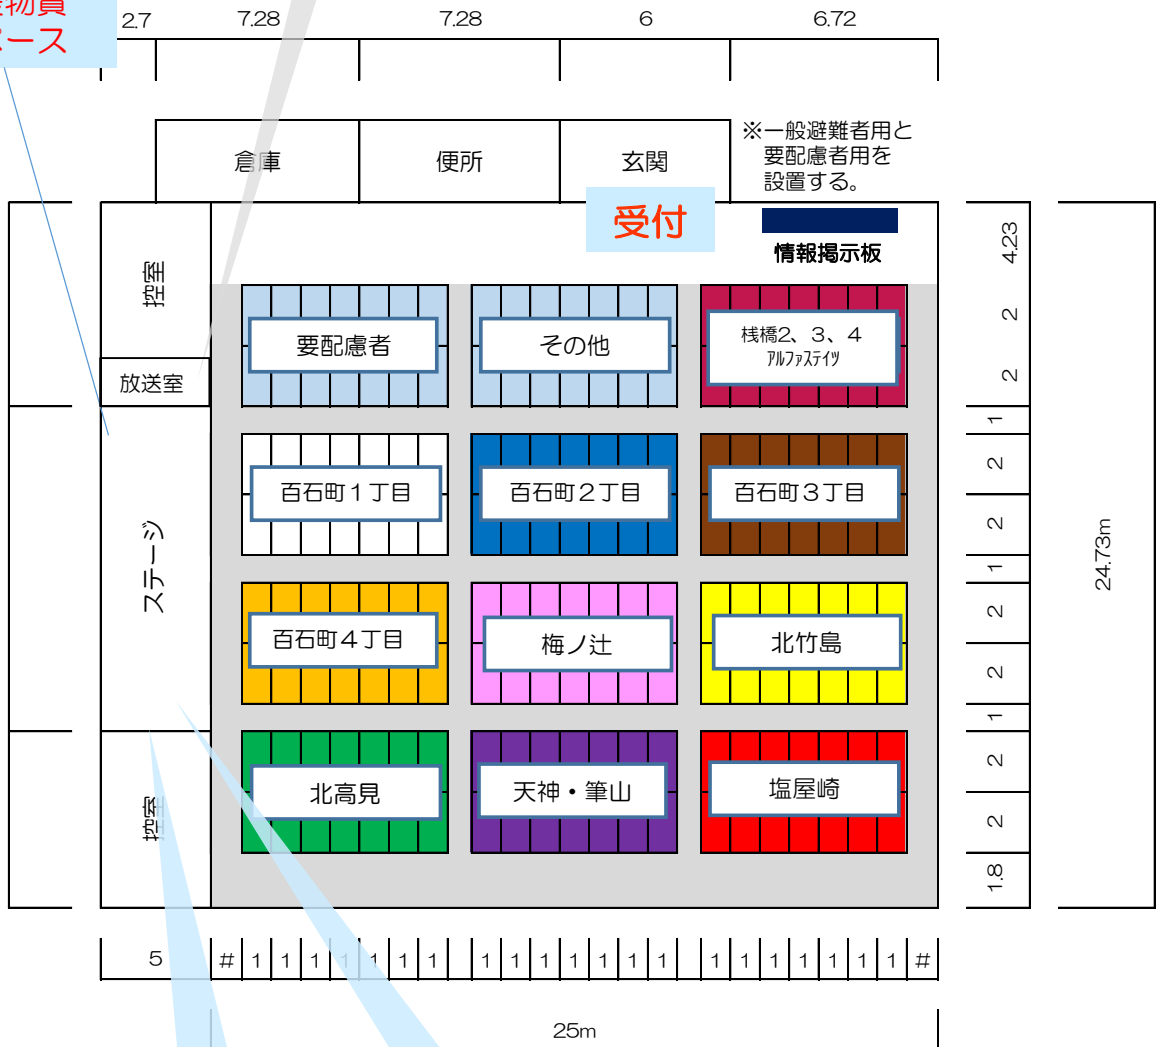 物資
ース
2.7 7.28 7.28 6 6.72
倉庫 便所 玄関
※一般避難者用と
要配慮者用を
設置する。
受付
情報掲示板
控室
放送室
ステージ
控室
要配慮者 その他 桟橋2、3、4
ｱﾙﾌｧｽﾃｲﾂ
百石町１丁目 百石町２丁目 百石町３丁目
百石町４丁目 梅ノ辻 北竹島
北高見 天神・筆山 塩屋崎
4.23
2
2
1
2
2
1
2
2
1
2
2
1.8
24.73m
5 # 1 1 1 1 1 1 1 1 1 1 1 1 1 1 1 1 1 1 1 1 1 #
25m